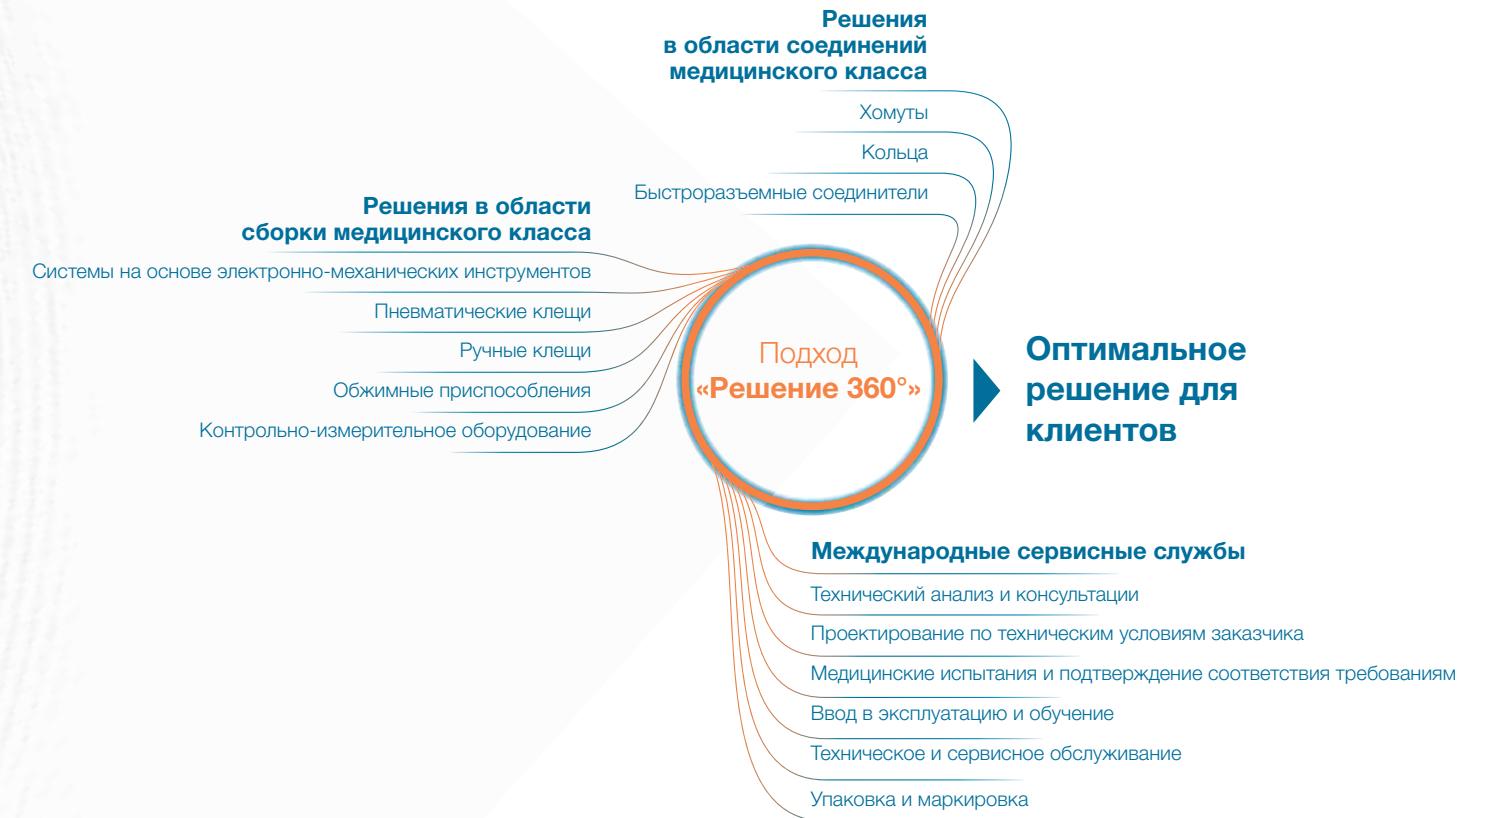 Решения
в области соединений
медицинского класса
Хомуты
Кольца
Быстроразъемные соединители
Решения в области
сборки медицинского класса
Системы на основе электронно-механических инструментов
Пневматические клещи
Ручные клещи
Обжимные приспособления
Контрольно-измерительное оборудование
Подход
«Решение 360°»
Оптимальное
решение для
клиентов
Международные сервисные службы
Технический анализ и консультации
Проектирование по техническим условиям заказчика
Медицинские испытания и подтверждение соответствия требованиям
Ввод в эксплуатацию и обучение
Техническое и сервисное обслуживание
Упаковка и маркировка